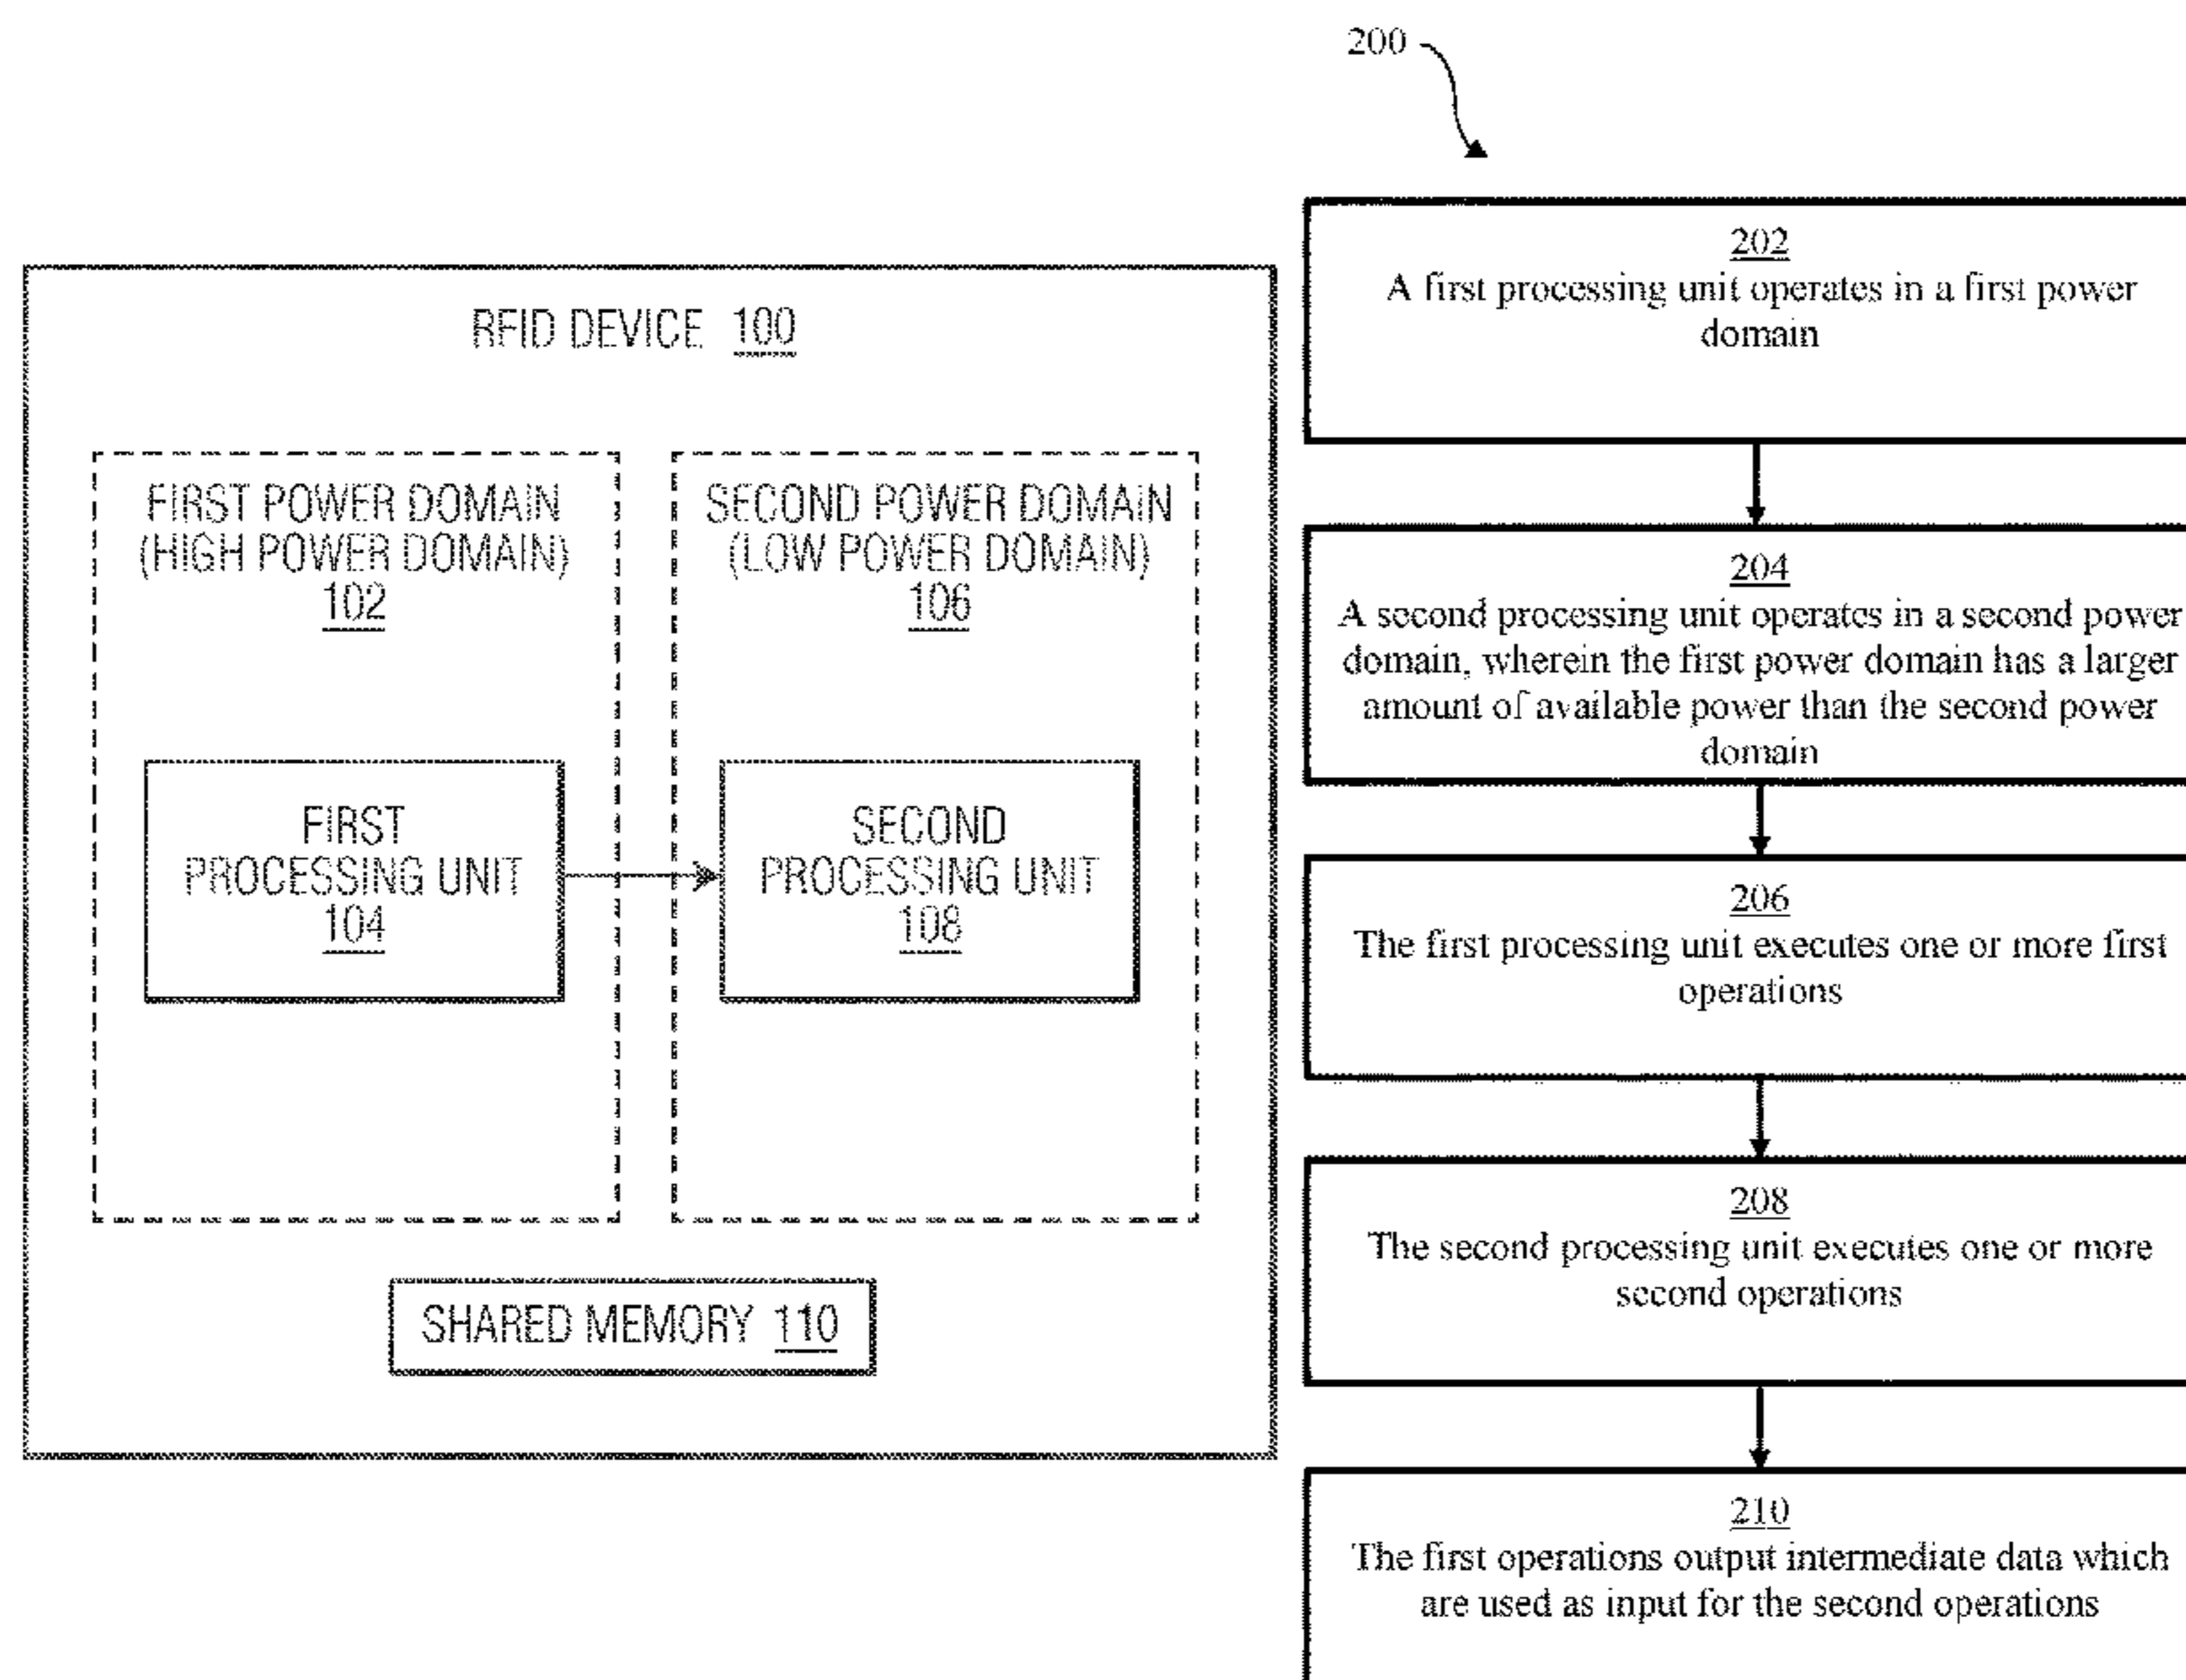 RFID DEVICE 100
FIRST POWER DOMAIN
(HIGH POWER DOMAIN)
102
SECOND POWER DOMAIN
(LOW POWER DOMAIN)
106
FIRST
PROCESSING UNIT
104
SECOND
PROCESSING UNIT
108
SHARED MEMORY 110
200
202
A first processing unit operates in a first power
domain
204
A second processing unit operates in a second power
domain, wherein the first power domain has a larger
amount of available power than the second power
domain
206
The first processing unit executes one or more first
operations
208
The second processing unit executes one or more
second operations
210
The first operations output intermediate data which
are used as input for the second operations